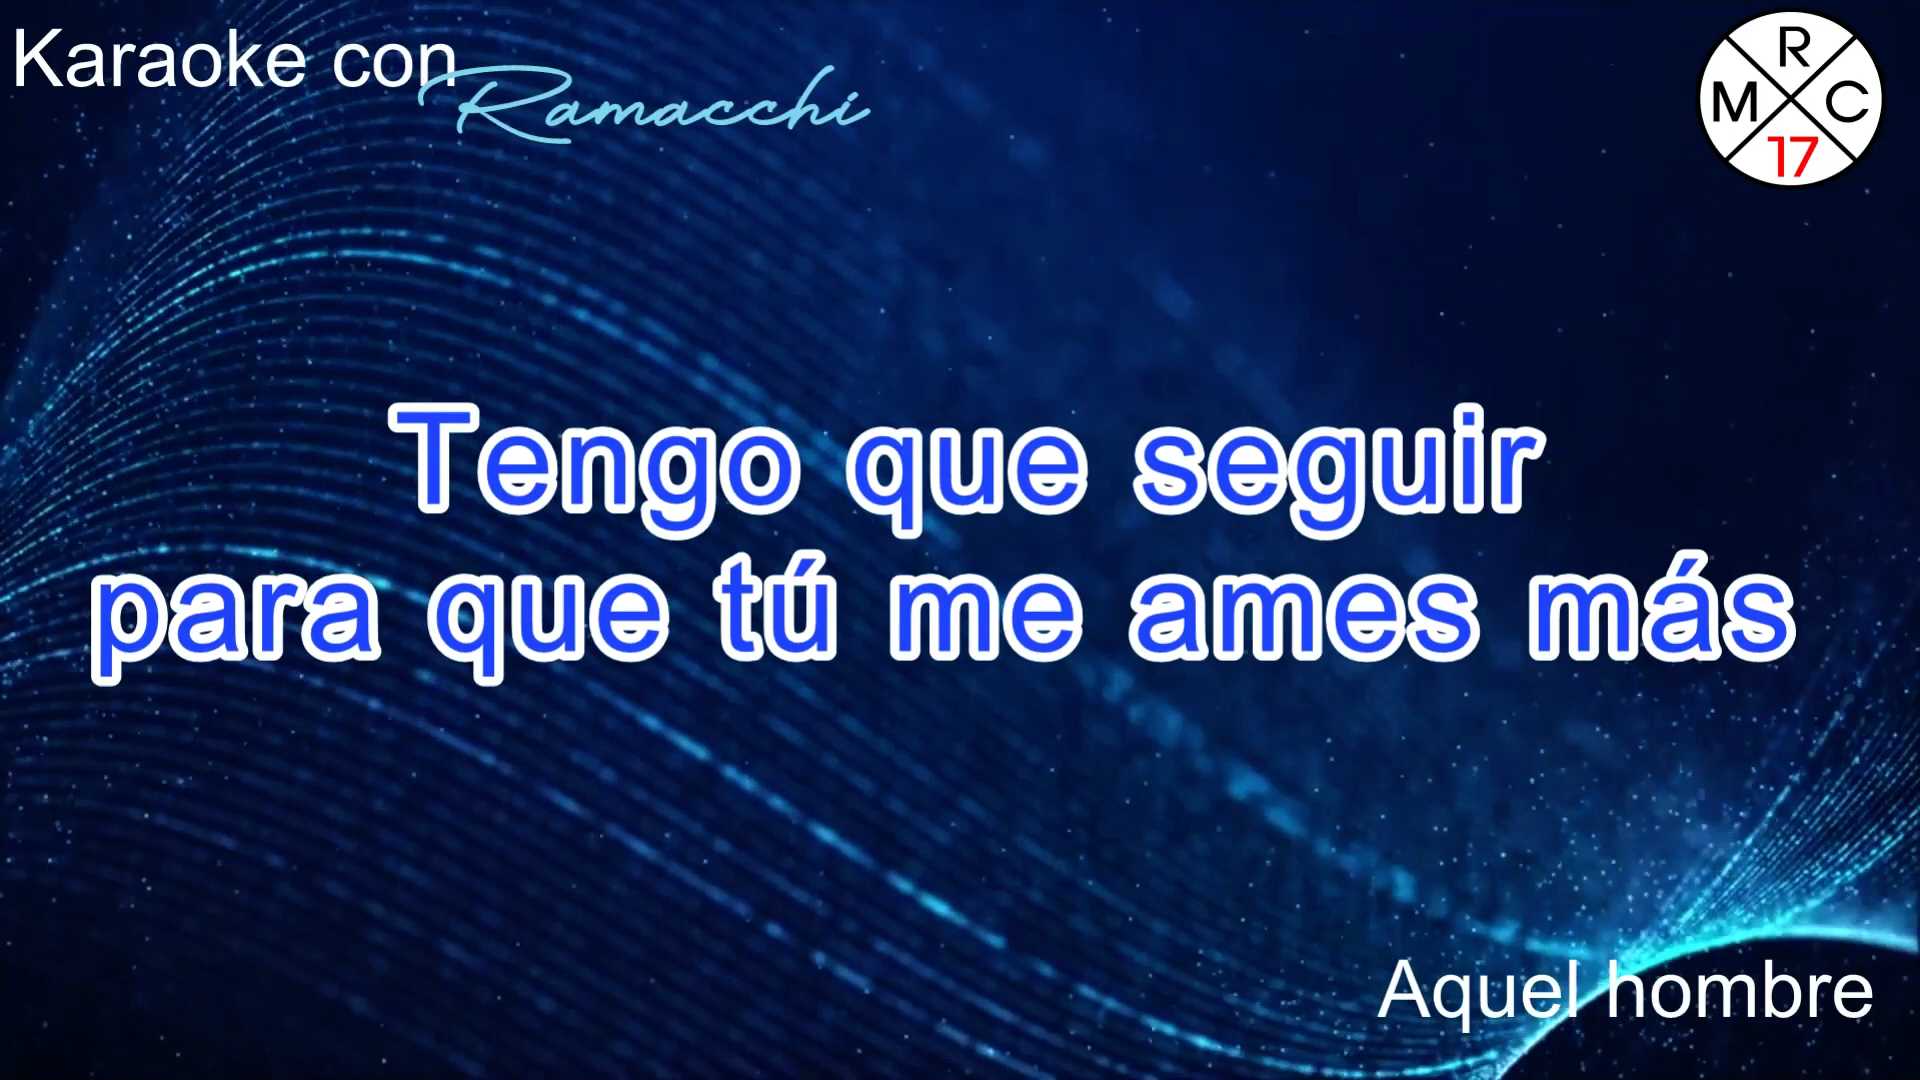 Karaoke con
Ramacchi
R
M C
17
Tengo que seguir
para que tú me ames más
Aquel hombre